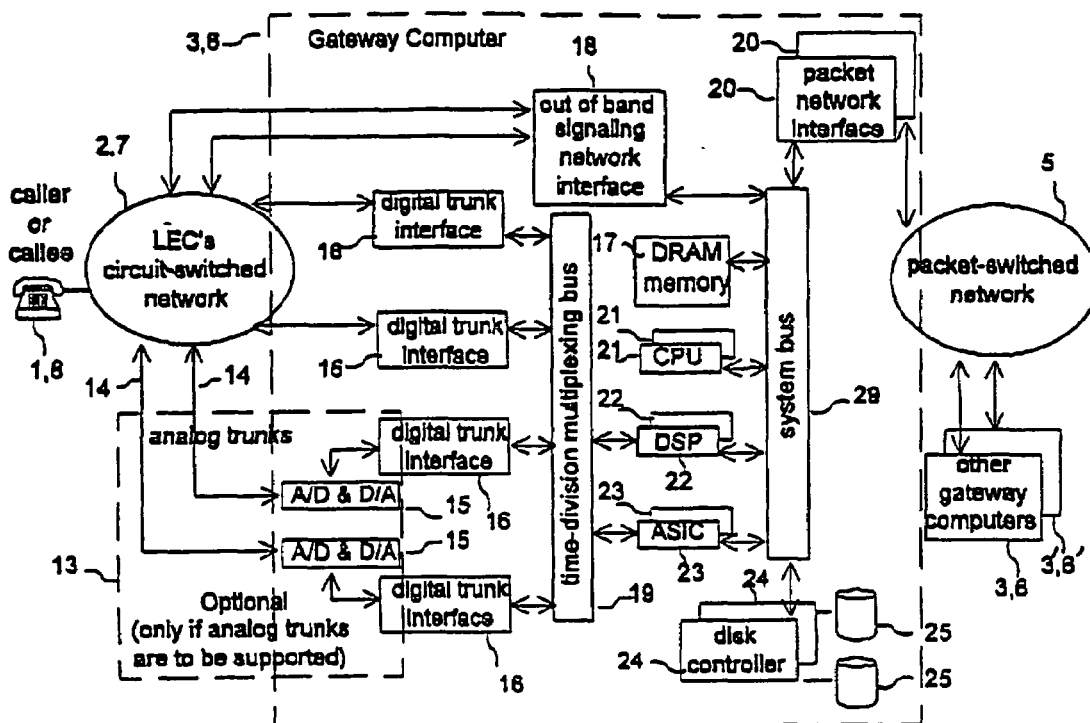 3,6
Gateway Computer
18
out of band
signaling
network
interface
20
20
packet
network
interface
2,7
caller
or
callee
LEC's
circuit-switched
network
1,8
digital trunk
interface
16
digital trunk
interface
16
14
14
analog trunks
digital trunk
interface
16
A/D & D/A
15
A/D & D/A
15
13
Optional
(only if analog trunks
are to be supported)
digital trunk
interface
16
time-division multiplexing bus
19
17
DRAM
memory
21
21
CPU
22
DSP
22
23
ASIC
23
system bus
29
24
24
disk
controller
25
25
5
packet-switched
network
other
gateway
computers
3,6
3',6'